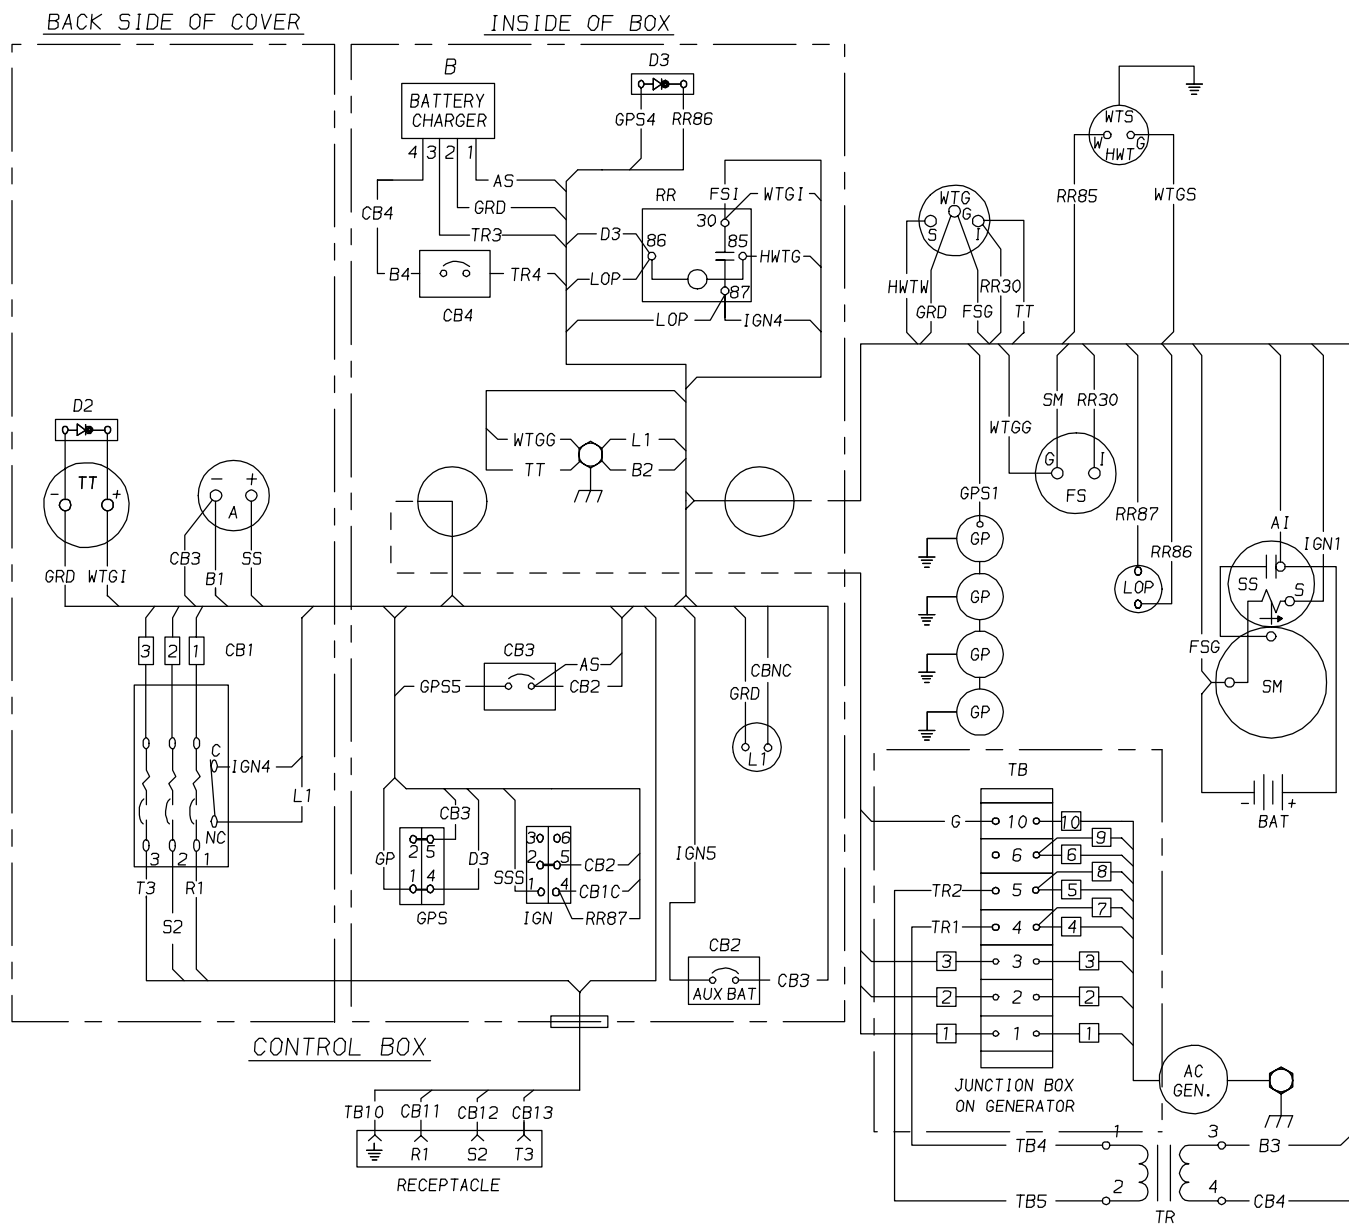 BACK SIDE OF COVER
INSIDE OF BOX
B
BATTERY
CHARGER
4 3 2 1
D3
GPS4 RR86
AS
CB4
GRD
TR3
B4
TR4
CB4
RR
FS1
WTGI
30
D3
86
85
HWTG
LOP
87
LOP
IGN4
WTS
W G
HWT
RR85
WTGS
WTG
S G I
HWTW
GRD
FSG
RR30
TT
D2
TT
- +
- +
A
GRD WTGI
CB3
B1
SS
WTGG
L1
TT
B2
WTGG
SM
RR30
G I
FS
GPS1
GP
GP
GP
GP
RR87
RR86
LOP
AI
IGN1
SS
S
FSG
SM
- +
BAT
3 2 1
CB1
C
IGN4
L1
NC
3 2 1
T3
R1
S2
CB3
AS
GPS5
CB2
CBNC
GRD
L1
CB3
GP
2 5
1 4
D3
GPS
SSS
3 6
2 5
1 4
CB2
CB1C
RR87
IGN
IGN5
CB2
AUX BAT
CB3
TB
G
10
10
9
6
6
8
TR2
5
5
7
TR1
4
4
3
3
3
2
2
2
1
1
1
JUNCTION BOX
ON GENERATOR
AC
GEN.
CONTROL BOX
TB10 CB11 CB12 CB13
R1 S2 T3
RECEPTACLE
TB4
1
3
B3
TB5
2
4
CB4
TR